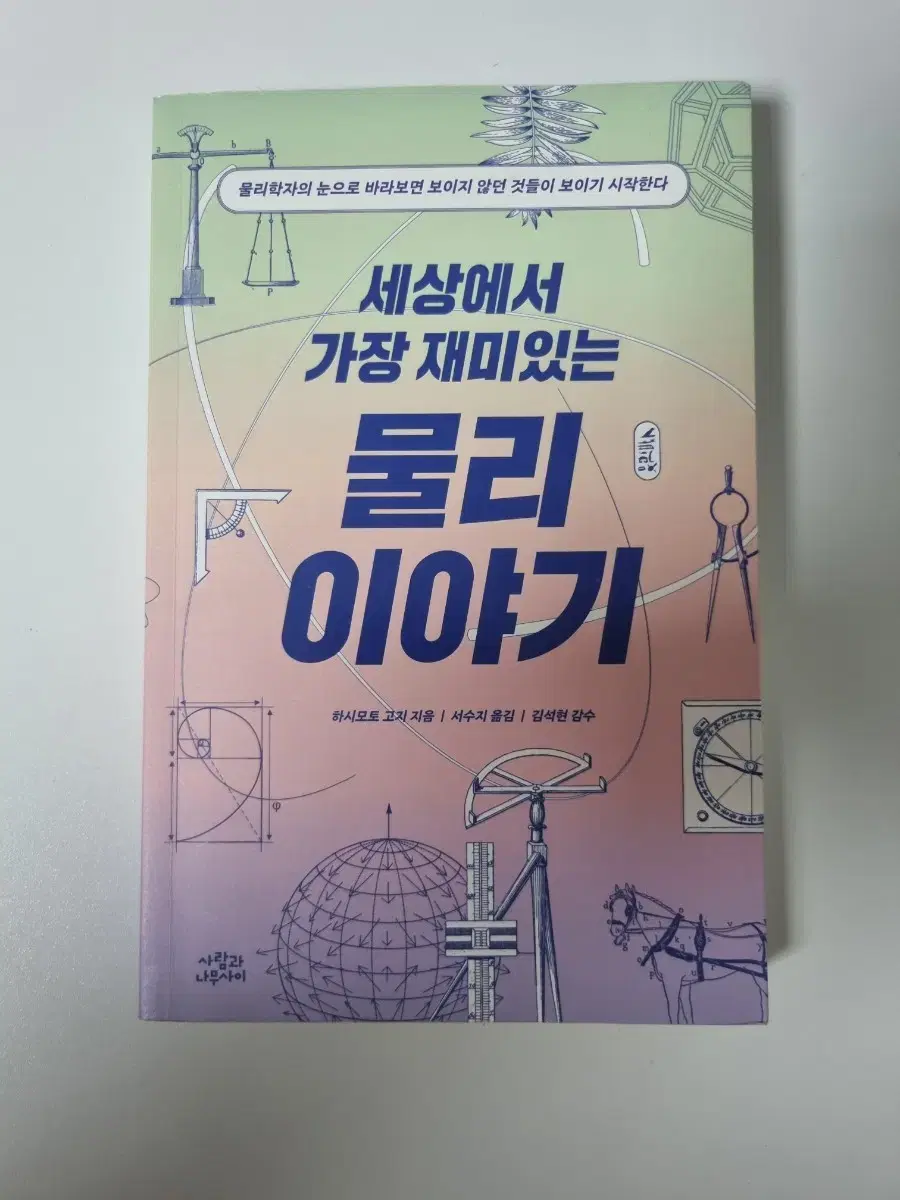 물리학자의 눈으로 바라보면 보이지 않던 것들이 보이기 시작한다
a h B
P
세상에서
가장 재미있는
물리
이야기
하시모토 고지 지음 | 서수지 옮김 | 김석현 감수
φ
사람과
나무사이